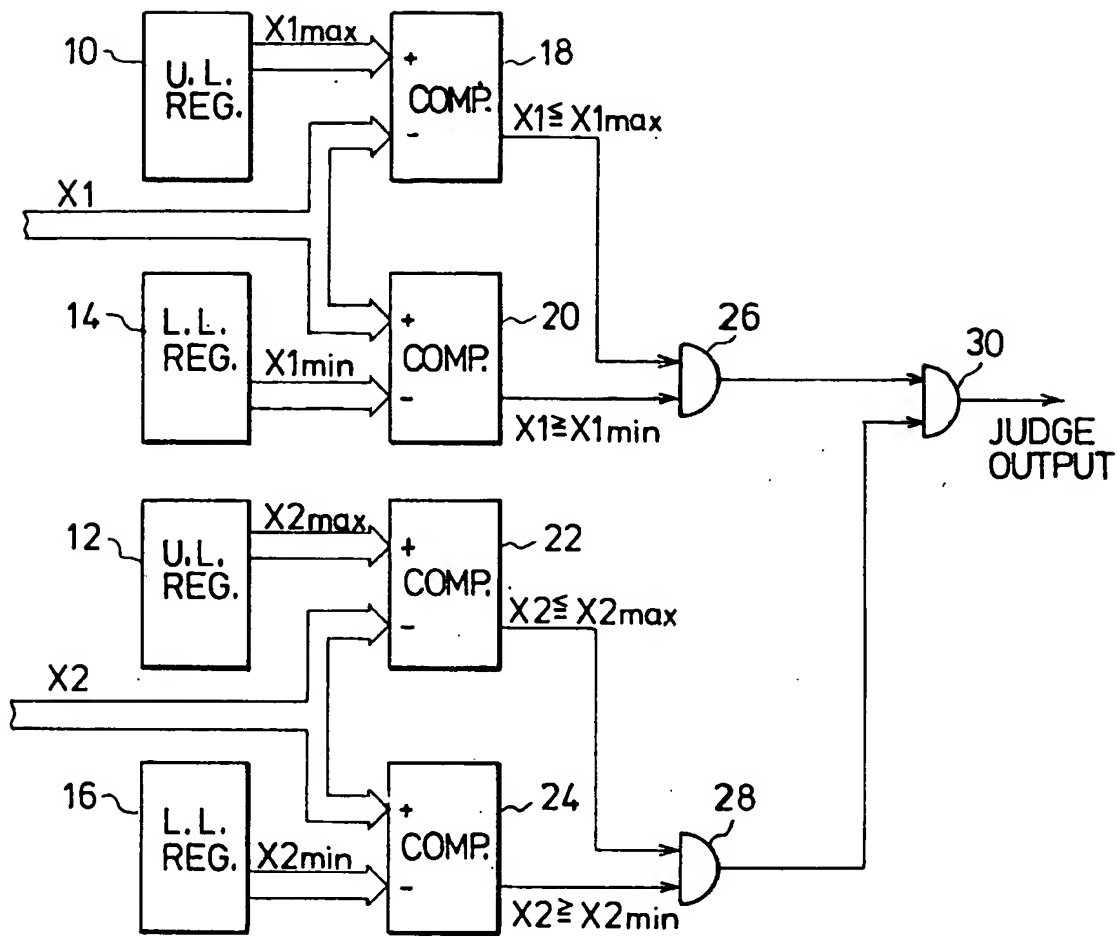 10
U.L.
REG.
X1max
+
COMP.
-
18
X1≦X1max
X1
14
L.L.
REG.
X1min
+
COMP.
-
20
X1≧X1min
26
30
JUDGE
OUTPUT
12
U.L.
REG.
X2max
+
COMP.
-
22
X2≦X2max
X2
16
L.L.
REG.
X2min
+
COMP.
-
24
X2≧X2min
28